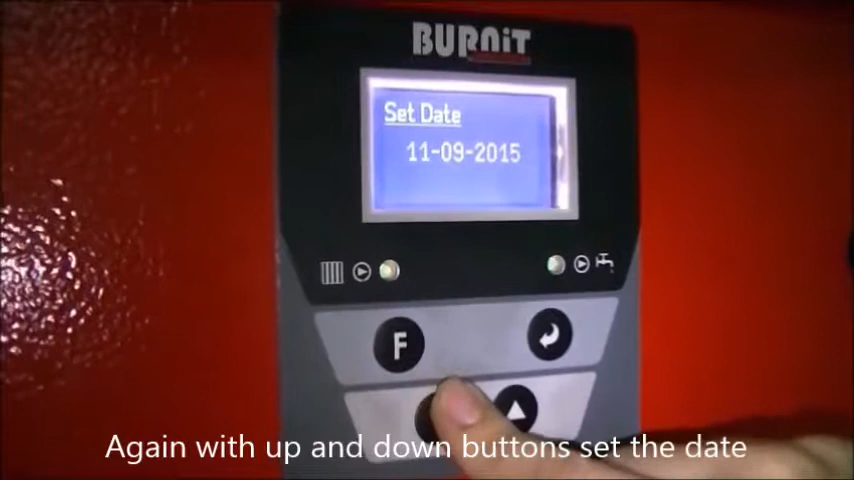 BURNiT
Set Date
11-09-2015
F
Again with up and down buttons set the date